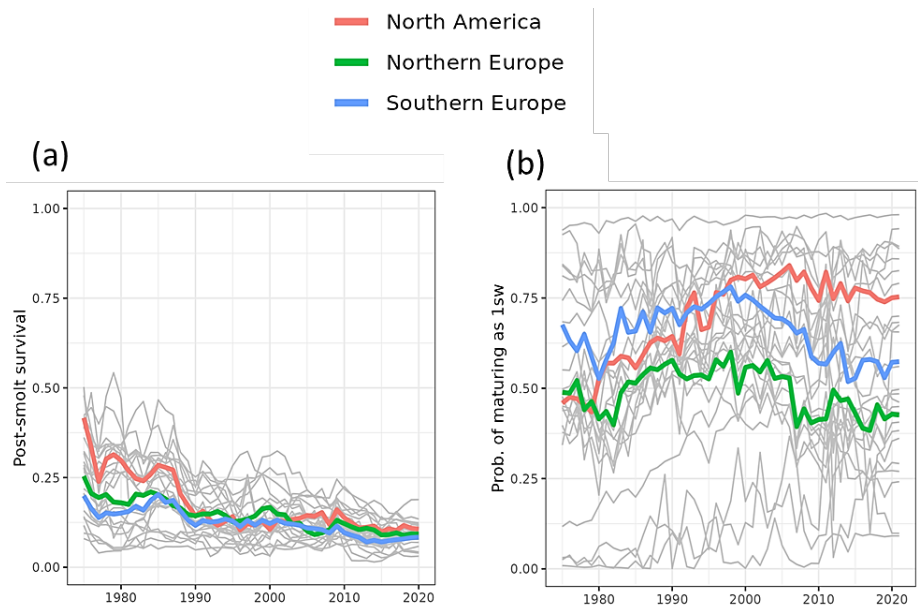 North America
Northern Europe
Southern Europe
(a)
(b)
Post-smolt survival
1.00
0.75
0.50
0.25
0.00
1980
1990
2000
2010
2020
Prob. of maturing as 1sw
1.00
0.75
0.50
0.25
0.00
1980
1990
2000
2010
2020